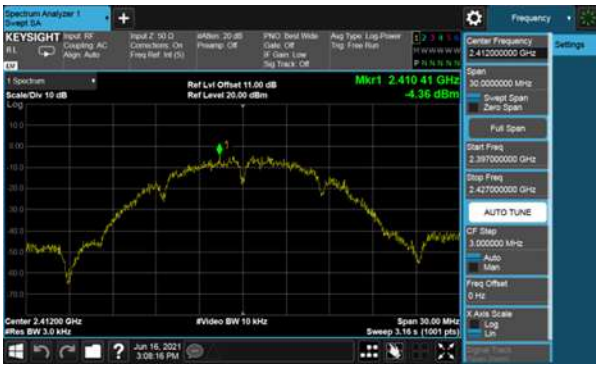 Spectrum Analyzer 1
Swept SA
+
Frequency
KEYSIGHT
Input: RF
Coupling: AC
Align: Auto
Input Z: 50 Ω
Corrections: On
Freq Ref: Int (S)
#Atten: 20 dB
Preamp: Off
PNO: Best Wide
Gate: Off
IF Gain: Low
Sig Track: Off
Avg Type: Log-Power
Trig: Free Run
1 2 3 4 5 6
M W W W W W
P N N N N N
RL
1 Spectrum
Scale/Div 10 dB
Log
Ref Lvl Offset 11.00 dB
Ref Level 20.00 dBm
Mkr1 2.410 41 GHz
-4.36 dBm
1
10.0
0.00
-10.0
-20.0
-30.0
-40.0
-50.0
-60.0
-70.0
Center 2.41200 GHz
#Res BW 3.0 kHz
#Video BW 10 kHz
Span 30.00 MHz
Sweep 3.16 s (1001 pts)
Center Frequency
2.412000000 GHz
Settings
Span
30.0000000 MHz
Swept Span
Zero Span
Full Span
Start Freq
2.397000000 GHz
Stop Freq
2.427000000 GHz
AUTO TUNE
CF Step
3.000000 MHz
Auto
Man
Freq Offset
0 Hz
X Axis Scale
Log
Lin
Signal Track
Jun 16, 2021
3:08:16 PM
?